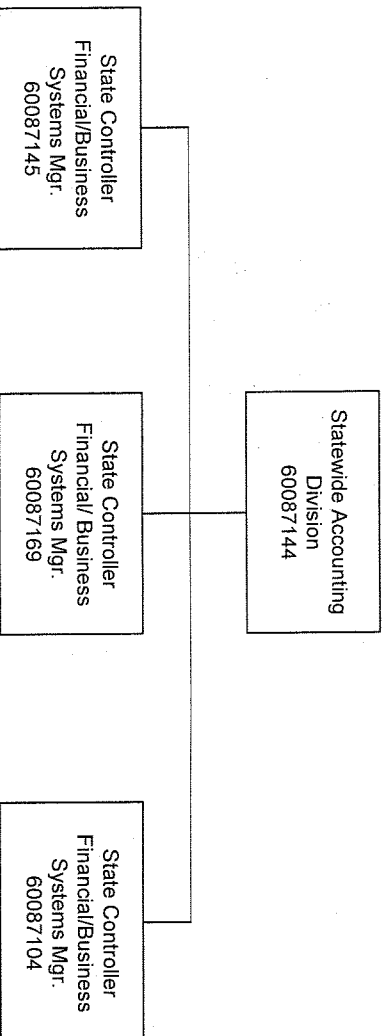 Statewide Accounting
Division
60087144
State Controller
Financial/Business
Systems Mgr.
60087145
State Controller
Financial/ Business
Systems Mgr.
60087169
State Controller
Financial/Business
Systems Mgr.
60087104